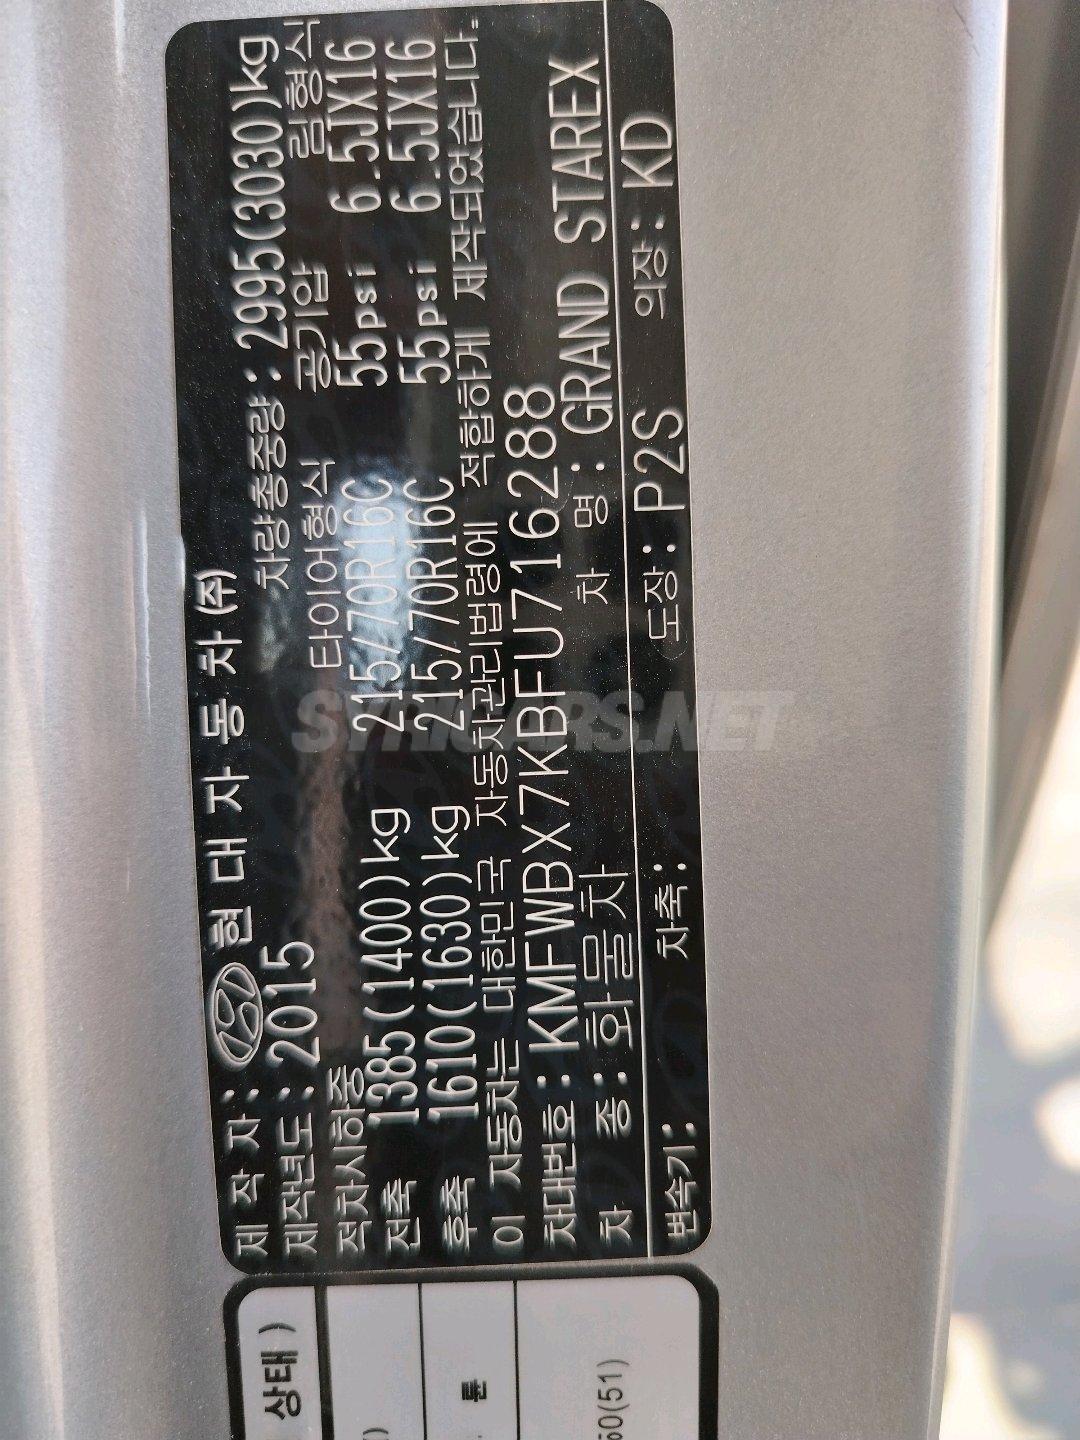 제 작 자 : HYUNDAI 현 대 자 동 차 (주)
제작년도 : 2015 차량총중량 : 2995(3030)kg
적차시하중 타이어형식 공기압 림형식
전축 1385(1400)kg 215/70R16C 55psi 6.5JX16
후축 1610(1630)kg 215/70R16C 55psi 6.5JX16
이 자동차는 대한민국 자동차관리법령에 적합하게 제작되었습니다.
차대번호 : KMFWBX7KBFU716288
차 종 : 화물차 차 명 : GRAND STAREX
변속기 : 차축 : 도장 : P2S 의장 : KD
상태 )
50(51)
SYRICARS.NET